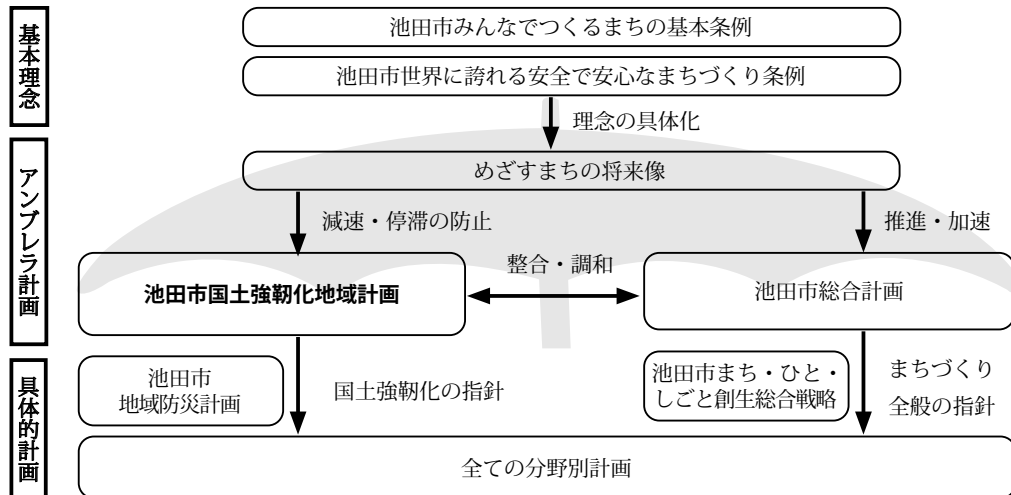 基本理念
池田市みんなでつくるまちの基本条例
池田市世界に誇れる安全で安心なまちづくり条例
理念の具体化
アンブレラ計画
めざすまちの将来像
減速・停滞の防止
推進・加速
池田市国土強靭化地域計画
整合・調和
池田市総合計画
具体的計画
池田市
地域防災計画
国土強靭化の指針
池田市まち・ひと・
しごと創生総合戦略
まちづくり
全般の指針
全ての分野別計画